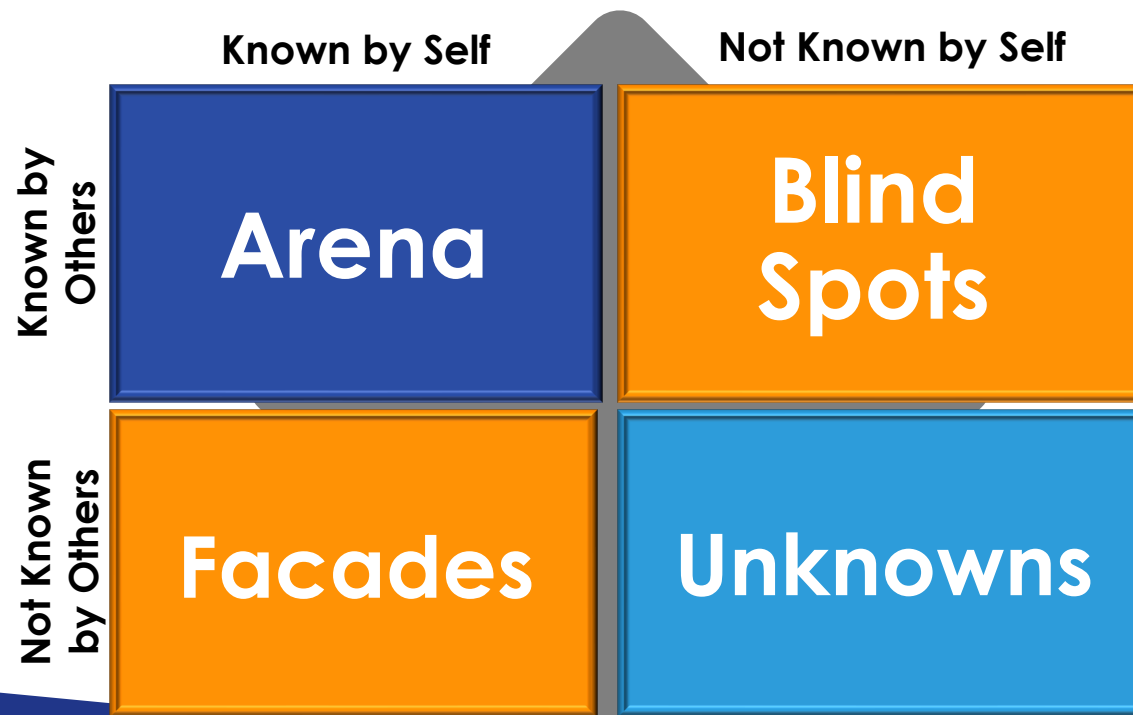 Known by Self
Not Known by Self
Known by
Others
Arena
Blind
Spots
Not Known
by Others
Facades
Unknowns